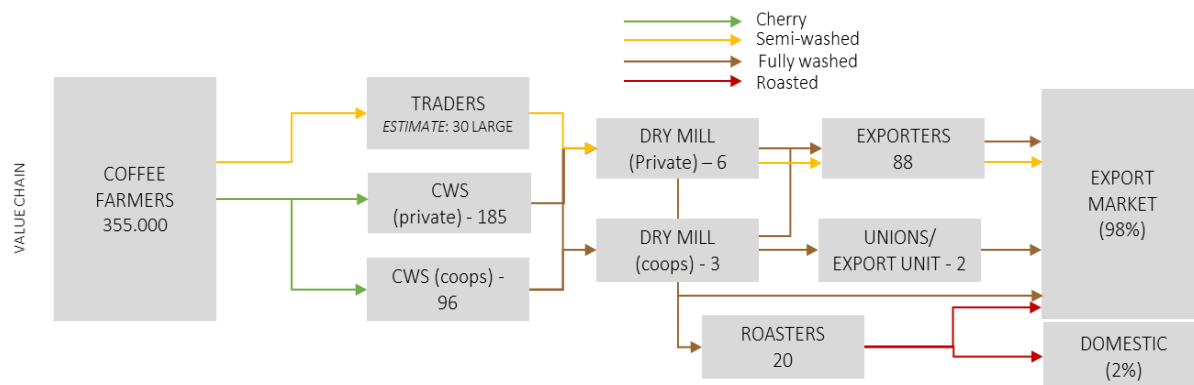 Cherry
Semi-washed
Fully washed
Roasted
VALUE CHAIN
COFFEE
FARMERS
355.000
TRADERS
ESTIMATE: 30 LARGE
CWS
(private) - 185
CWS (coops) -
96
DRY MILL
(Private) – 6
DRY MILL
(coops) - 3
EXPORTERS
88
UNIONS/
EXPORT UNIT - 2
ROASTERS
20
EXPORT
MARKET
(98%)
DOMESTIC
(2%)